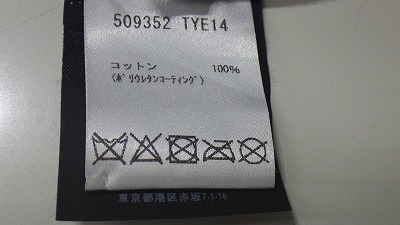 509352 TYE14
コットン 100%
(ポリウレタンコーティング)
東京都港区赤坂7-1-16